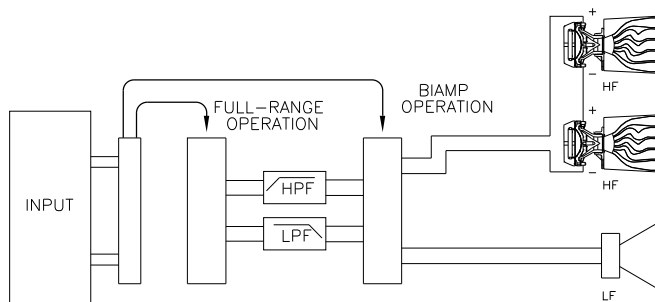 +
HF
−
BIAMP
OPERATION
FULL–RANGE
OPERATION
+
−
HF
INPUT
HPF
LPF
LF